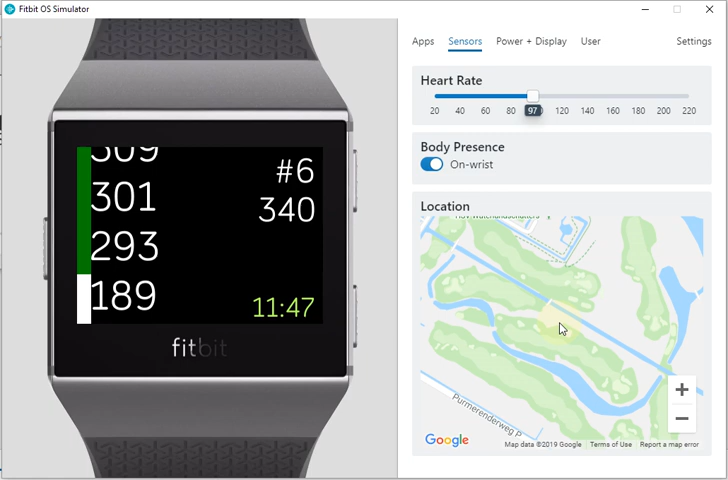 Fitbit OS Simulator
Apps Sensors Power + Display User Settings
Heart Rate
20 40 60 80 97 120 140 160 180 200 220
Body Presence
On-wrist
Location
Purmerenderweg P
Google
Map data ©2019 Google Terms of Use Report a map error
309
301
293
189
#6
340
11:47
fitbit